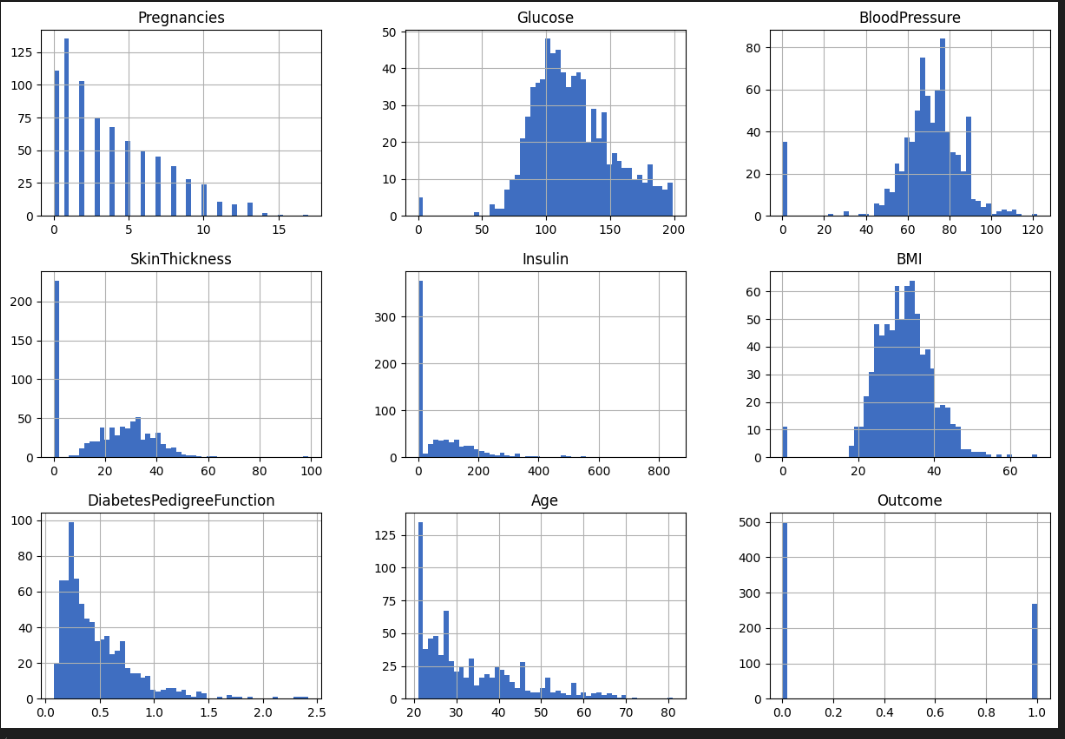 Pregnancies
125
100
75
50
25
0
0 5 10 15
Glucose
50
40
30
20
10
0
0 50 100 150 200
BloodPressure
80
60
40
20
0
0 20 40 60 80 100 120
SkinThickness
200
150
100
50
0
0 20 40 60 80 100
Insulin
300
200
100
0
0 200 400 600 800
BMI
60
50
40
30
20
10
0
0 20 40 60
DiabetesPedigreeFunction
100
80
60
40
20
0
0.0 0.5 1.0 1.5 2.0 2.5
Age
125
100
75
50
25
0
20 30 40 50 60 70 80
Outcome
500
400
300
200
100
0
0.0 0.2 0.4 0.6 0.8 1.0